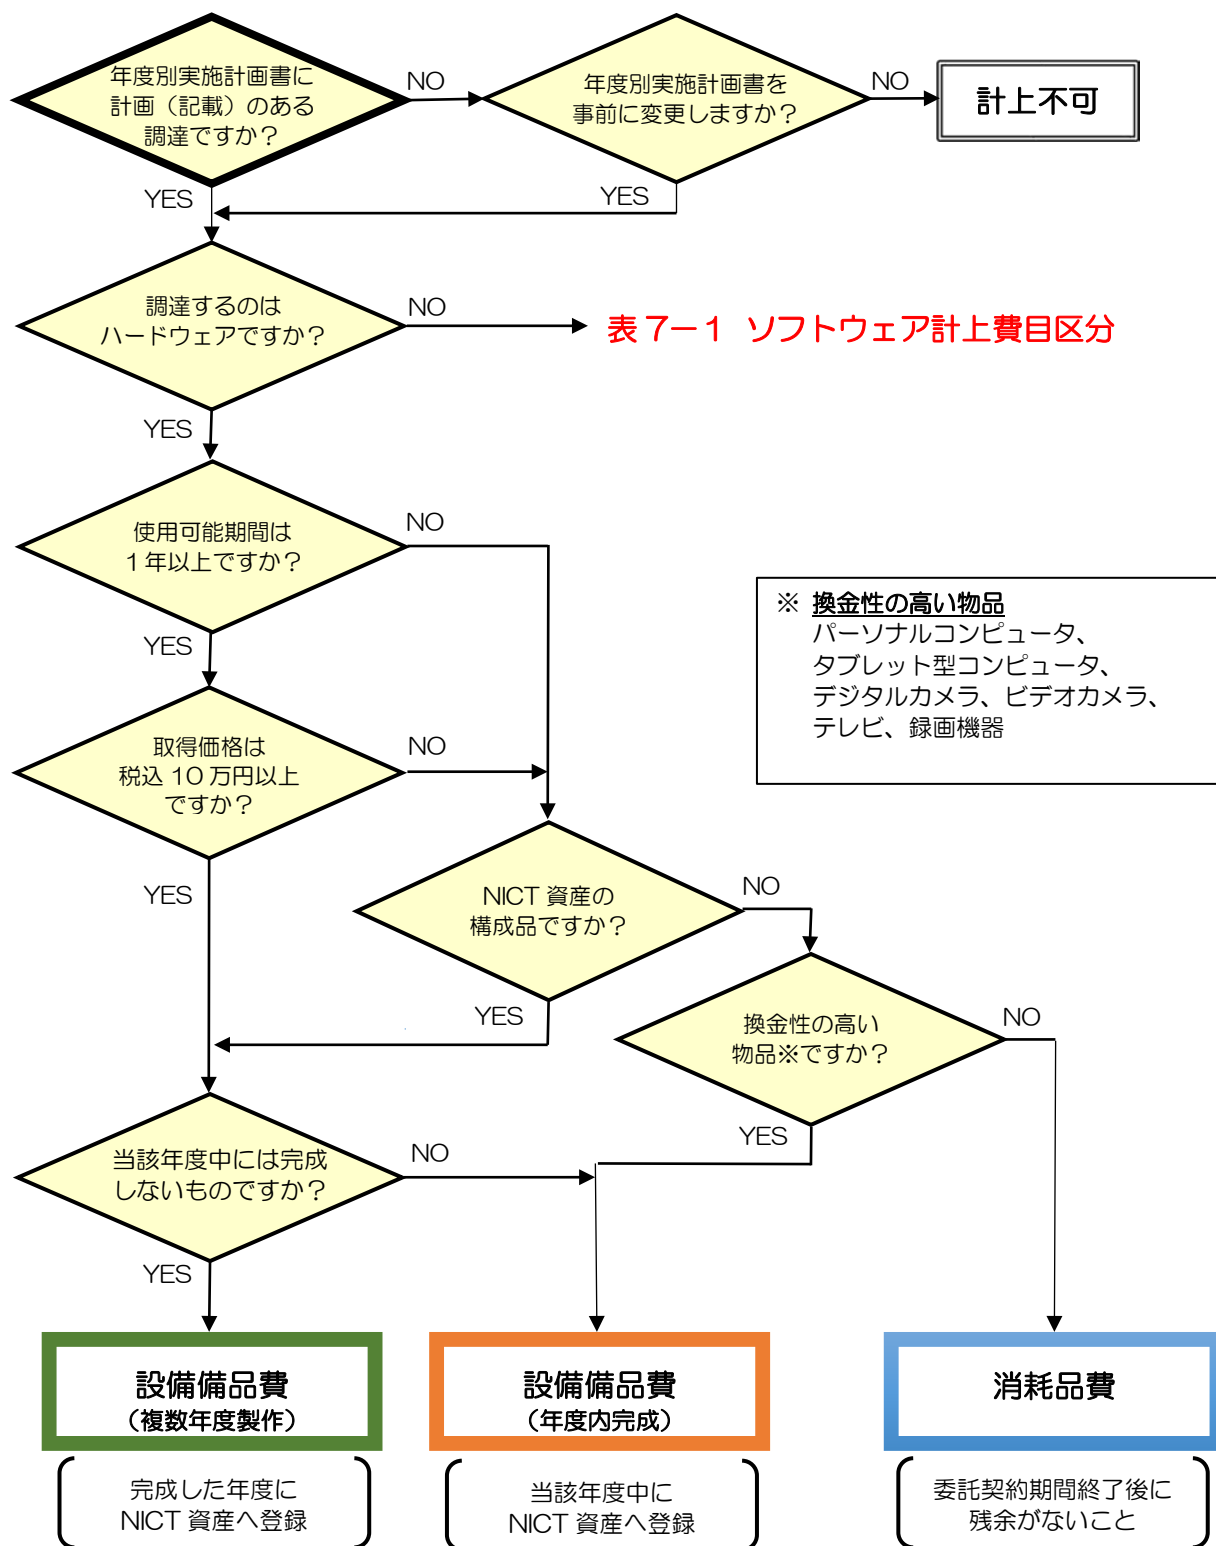 年度別実施計画書に
計画（記載）のある
調達ですか？
NO
年度別実施計画書を
事前に変更しますか？
NO
計上不可
YES
YES
調達するのは
ハードウェアですか？
NO
表７－１ ソフトウェア計上費目区分
YES
使用可能期間は
１年以上ですか？
NO
※ 換金性の高い物品
パーソナルコンピュータ、
タブレット型コンピュータ、
デジタルカメラ、ビデオカメラ、
テレビ、録画機器
YES
取得価格は
税込 10 万円以上
ですか？
NO
YES
NICT 資産の
構成品ですか？
NO
YES
換金性の高い
物品※ですか？
NO
YES
当該年度中には完成
しないものですか？
NO
YES
設備備品費
（複数年度製作）
設備備品費
（年度内完成）
消耗品費
完成した年度に
NICT 資産へ登録
当該年度中に
NICT 資産へ登録
委託契約期間終了後に
残余がないこと